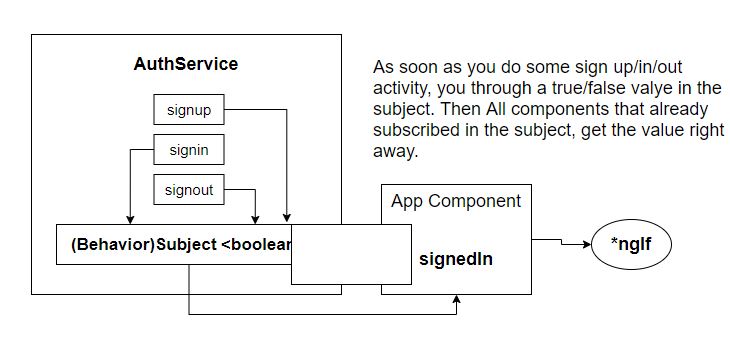 AuthService
As soon as you do some sign up/in/out
activity, you through a true/false valye in the
subject. Then All components that already
subscribed in the subject, get the value right
away.
signup
signin
signout
App Component
(Behavior)Subject <boolear
signedIn
*ngIf